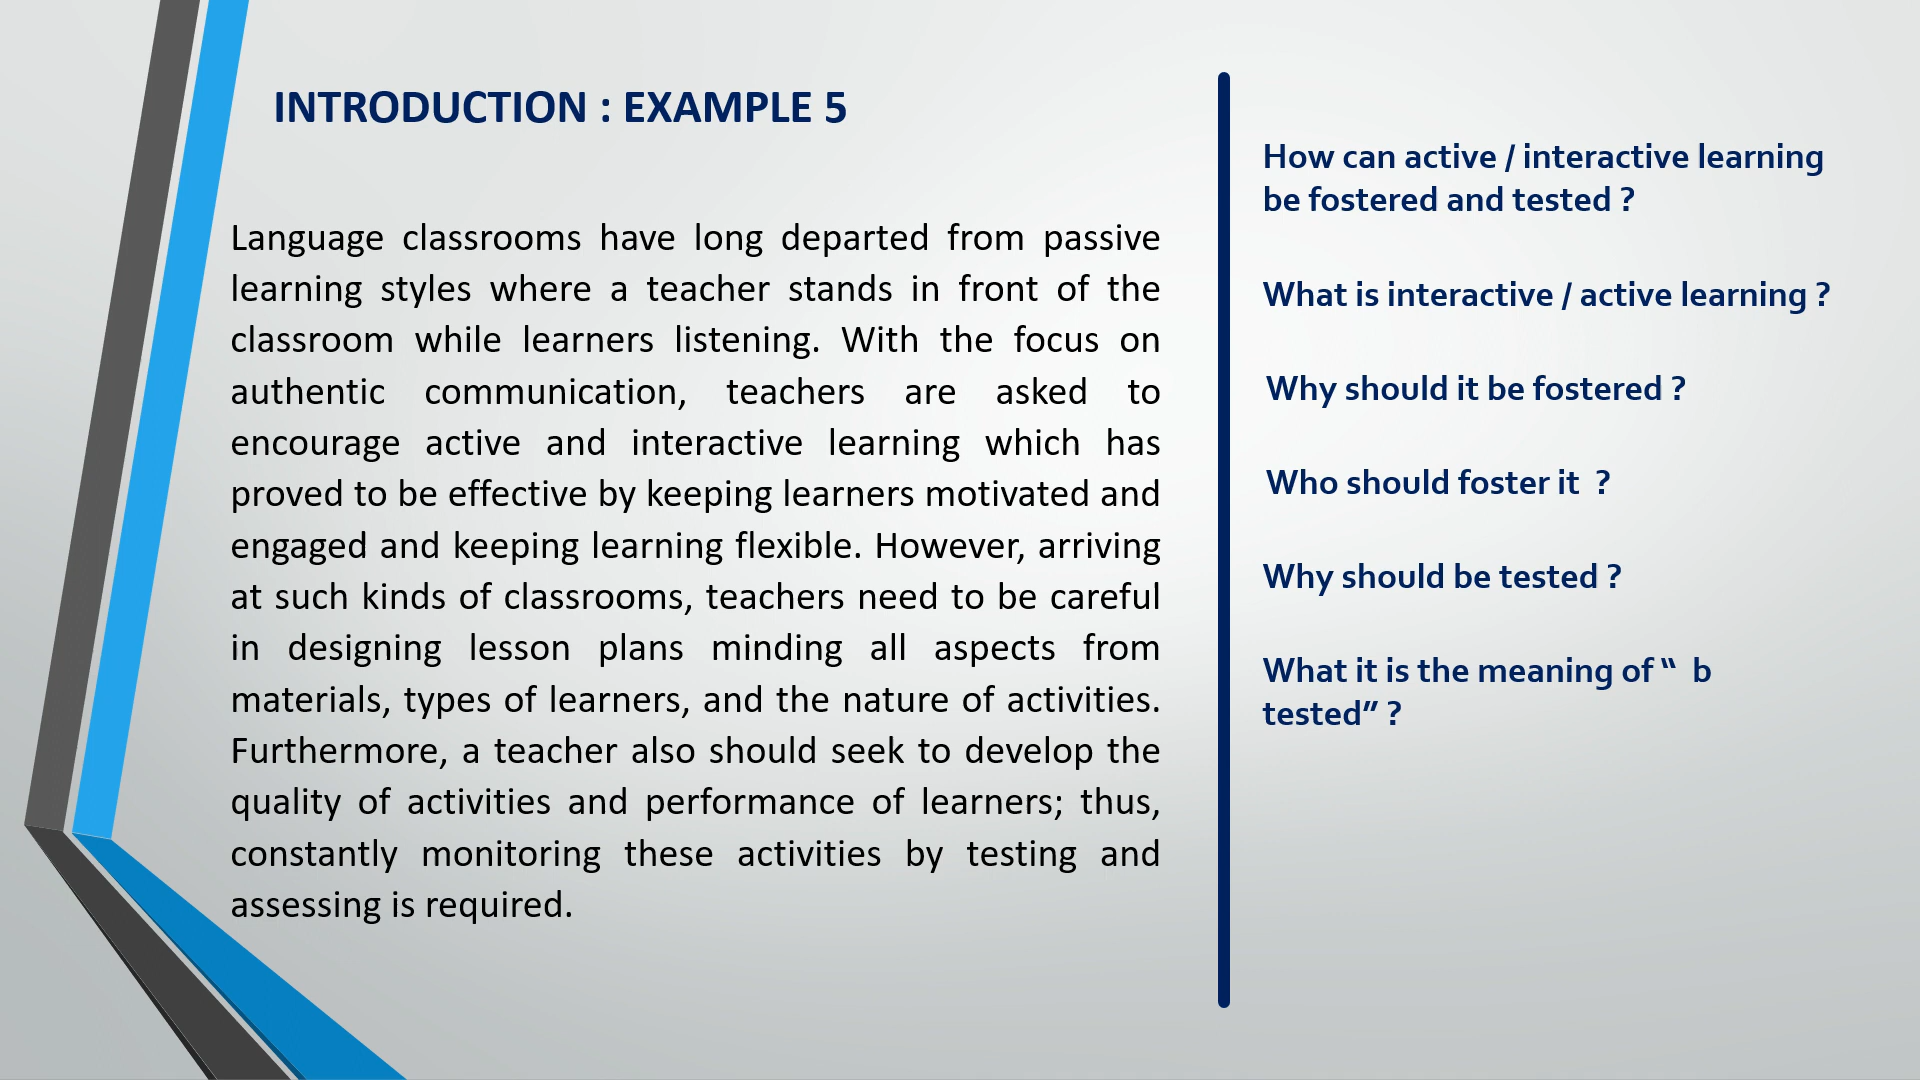 INTRODUCTION : EXAMPLE 5
Language classrooms have long departed from passive
learning styles where a teacher stands in front of the
classroom while learners listening. With the focus on
authentic communication, teachers are asked to
encourage active and interactive learning which has
proved to be effective by keeping learners motivated and
engaged and keeping learning flexible. However, arriving
at such kinds of classrooms, teachers need to be careful
in designing lesson plans minding all aspects from
materials, types of learners, and the nature of activities.
Furthermore, a teacher also should seek to develop the
quality of activities and performance of learners; thus,
constantly monitoring these activities by testing and
assessing is required.
How can active / interactive learning
be fostered and tested ?
What is interactive / active learning ?
Why should it be fostered ?
Who should foster it ?
Why should be tested ?
What it is the meaning of “ b
tested” ?